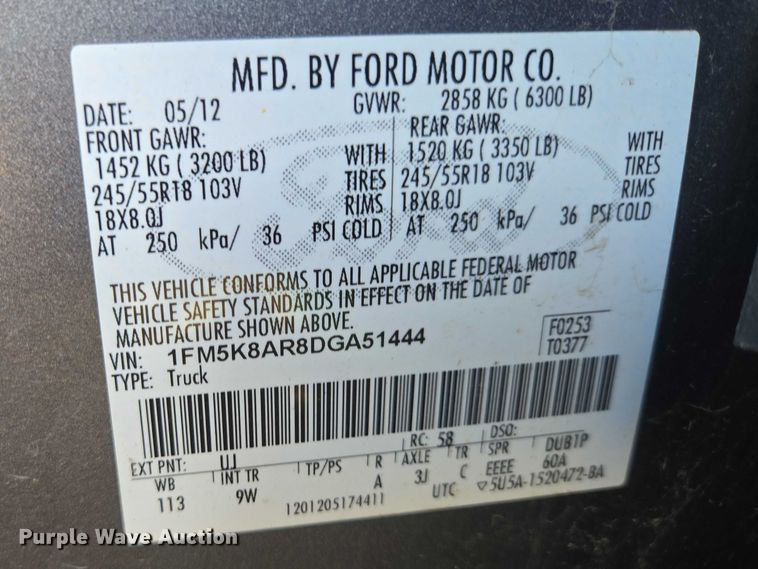 MFD. BY FORD MOTOR CO.
DATE: 05/12 GVWR: 2858 KG ( 6300 LB)
FRONT GAWR: REAR GAWR:
1452 KG ( 3200 LB) WITH 1520 KG ( 3350 LB) WITH
245/55R18 103V TIRES 245/55R18 103V TIRES
18X8.0J RIMS 18X8.0J RIMS
AT 250 kPa/ 36 PSI COLD AT 250 kPa/ 36 PSI COLD
Ford
THIS VEHICLE CONFORMS TO ALL APPLICABLE FEDERAL MOTOR
VEHICLE SAFETY STANDARDS IN EFFECT ON THE DATE OF
MANUFACTURE SHOWN ABOVE.
VIN: 1FM5K8AR8DGA51444 F0253
TYPE: Truck T0377
RC: 58 DSO:
EXT PNT: UJ AXLE TR SPR DUB1P
WB INT TR TP/PS R 3J C EEEE 60A
113 9W A UTC ▽5U5A-1520472-BA
1201205174411
Purple Wave Auction